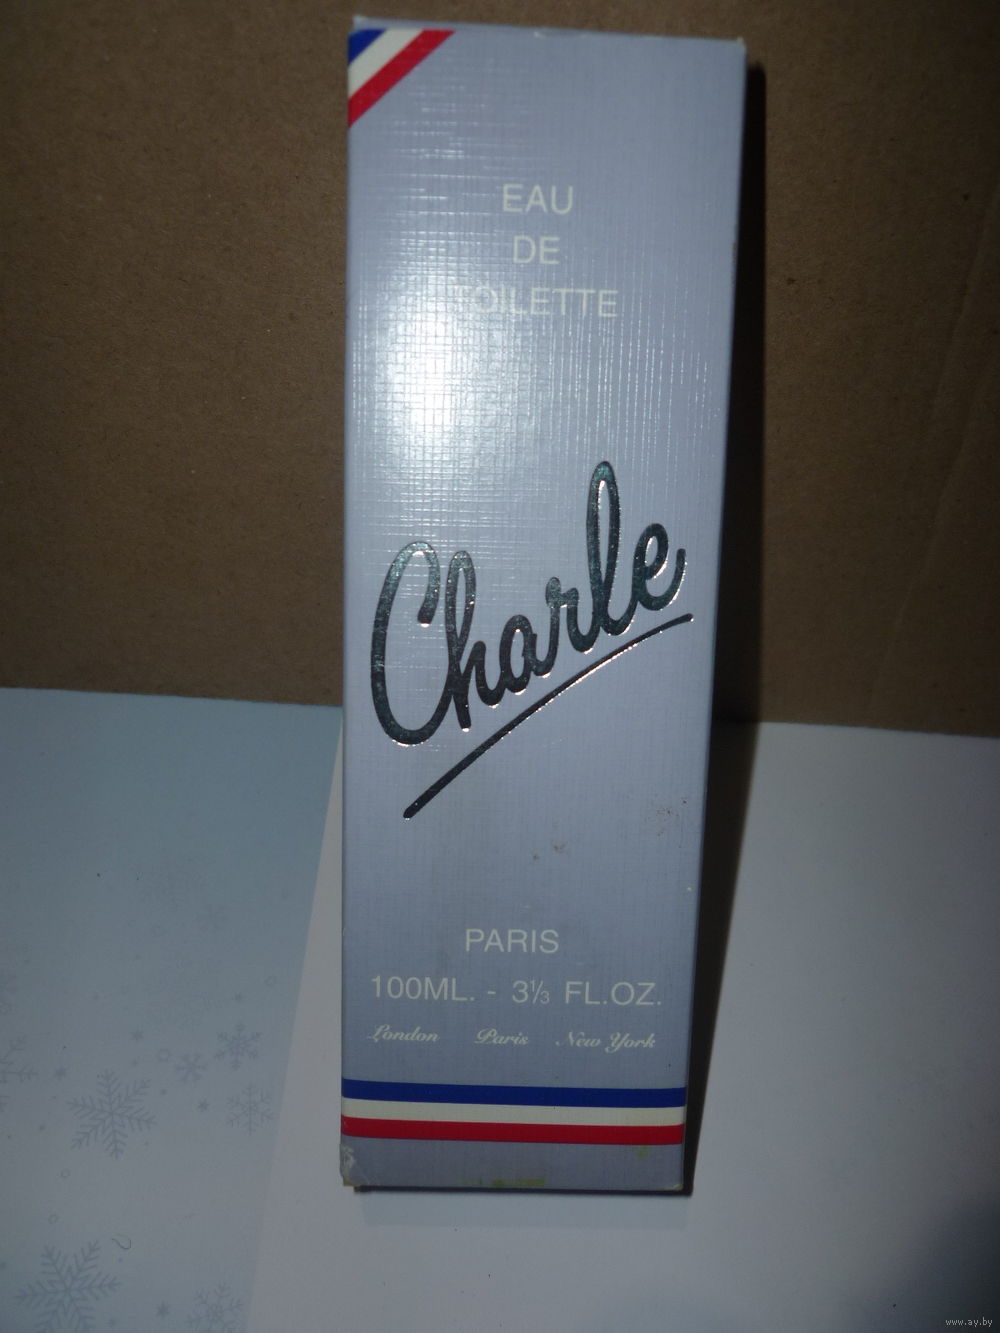 EAU
DE
TOILETTE
Charle
PARIS
100ML. - 3⅓ FL.OZ.
London Paris New York
www.ay.by